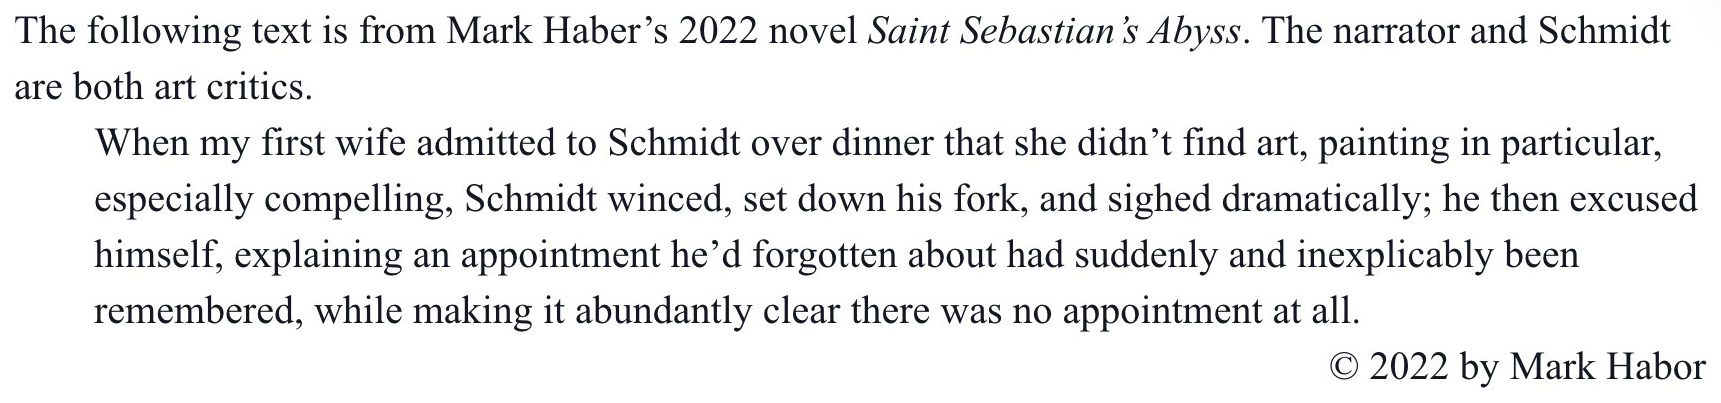 The following text is from Mark Haber’s 2022 novel Saint Sebastian’s Abyss. The narrator and Schmidt
are both art critics.
When my first wife admitted to Schmidt over dinner that she didn’t find art, painting in particular,
especially compelling, Schmidt winced, set down his fork, and sighed dramatically; he then excused
himself, explaining an appointment he’d forgotten about had suddenly and inexplicably been
remembered, while making it abundantly clear there was no appointment at all.
© 2022 by Mark Habor